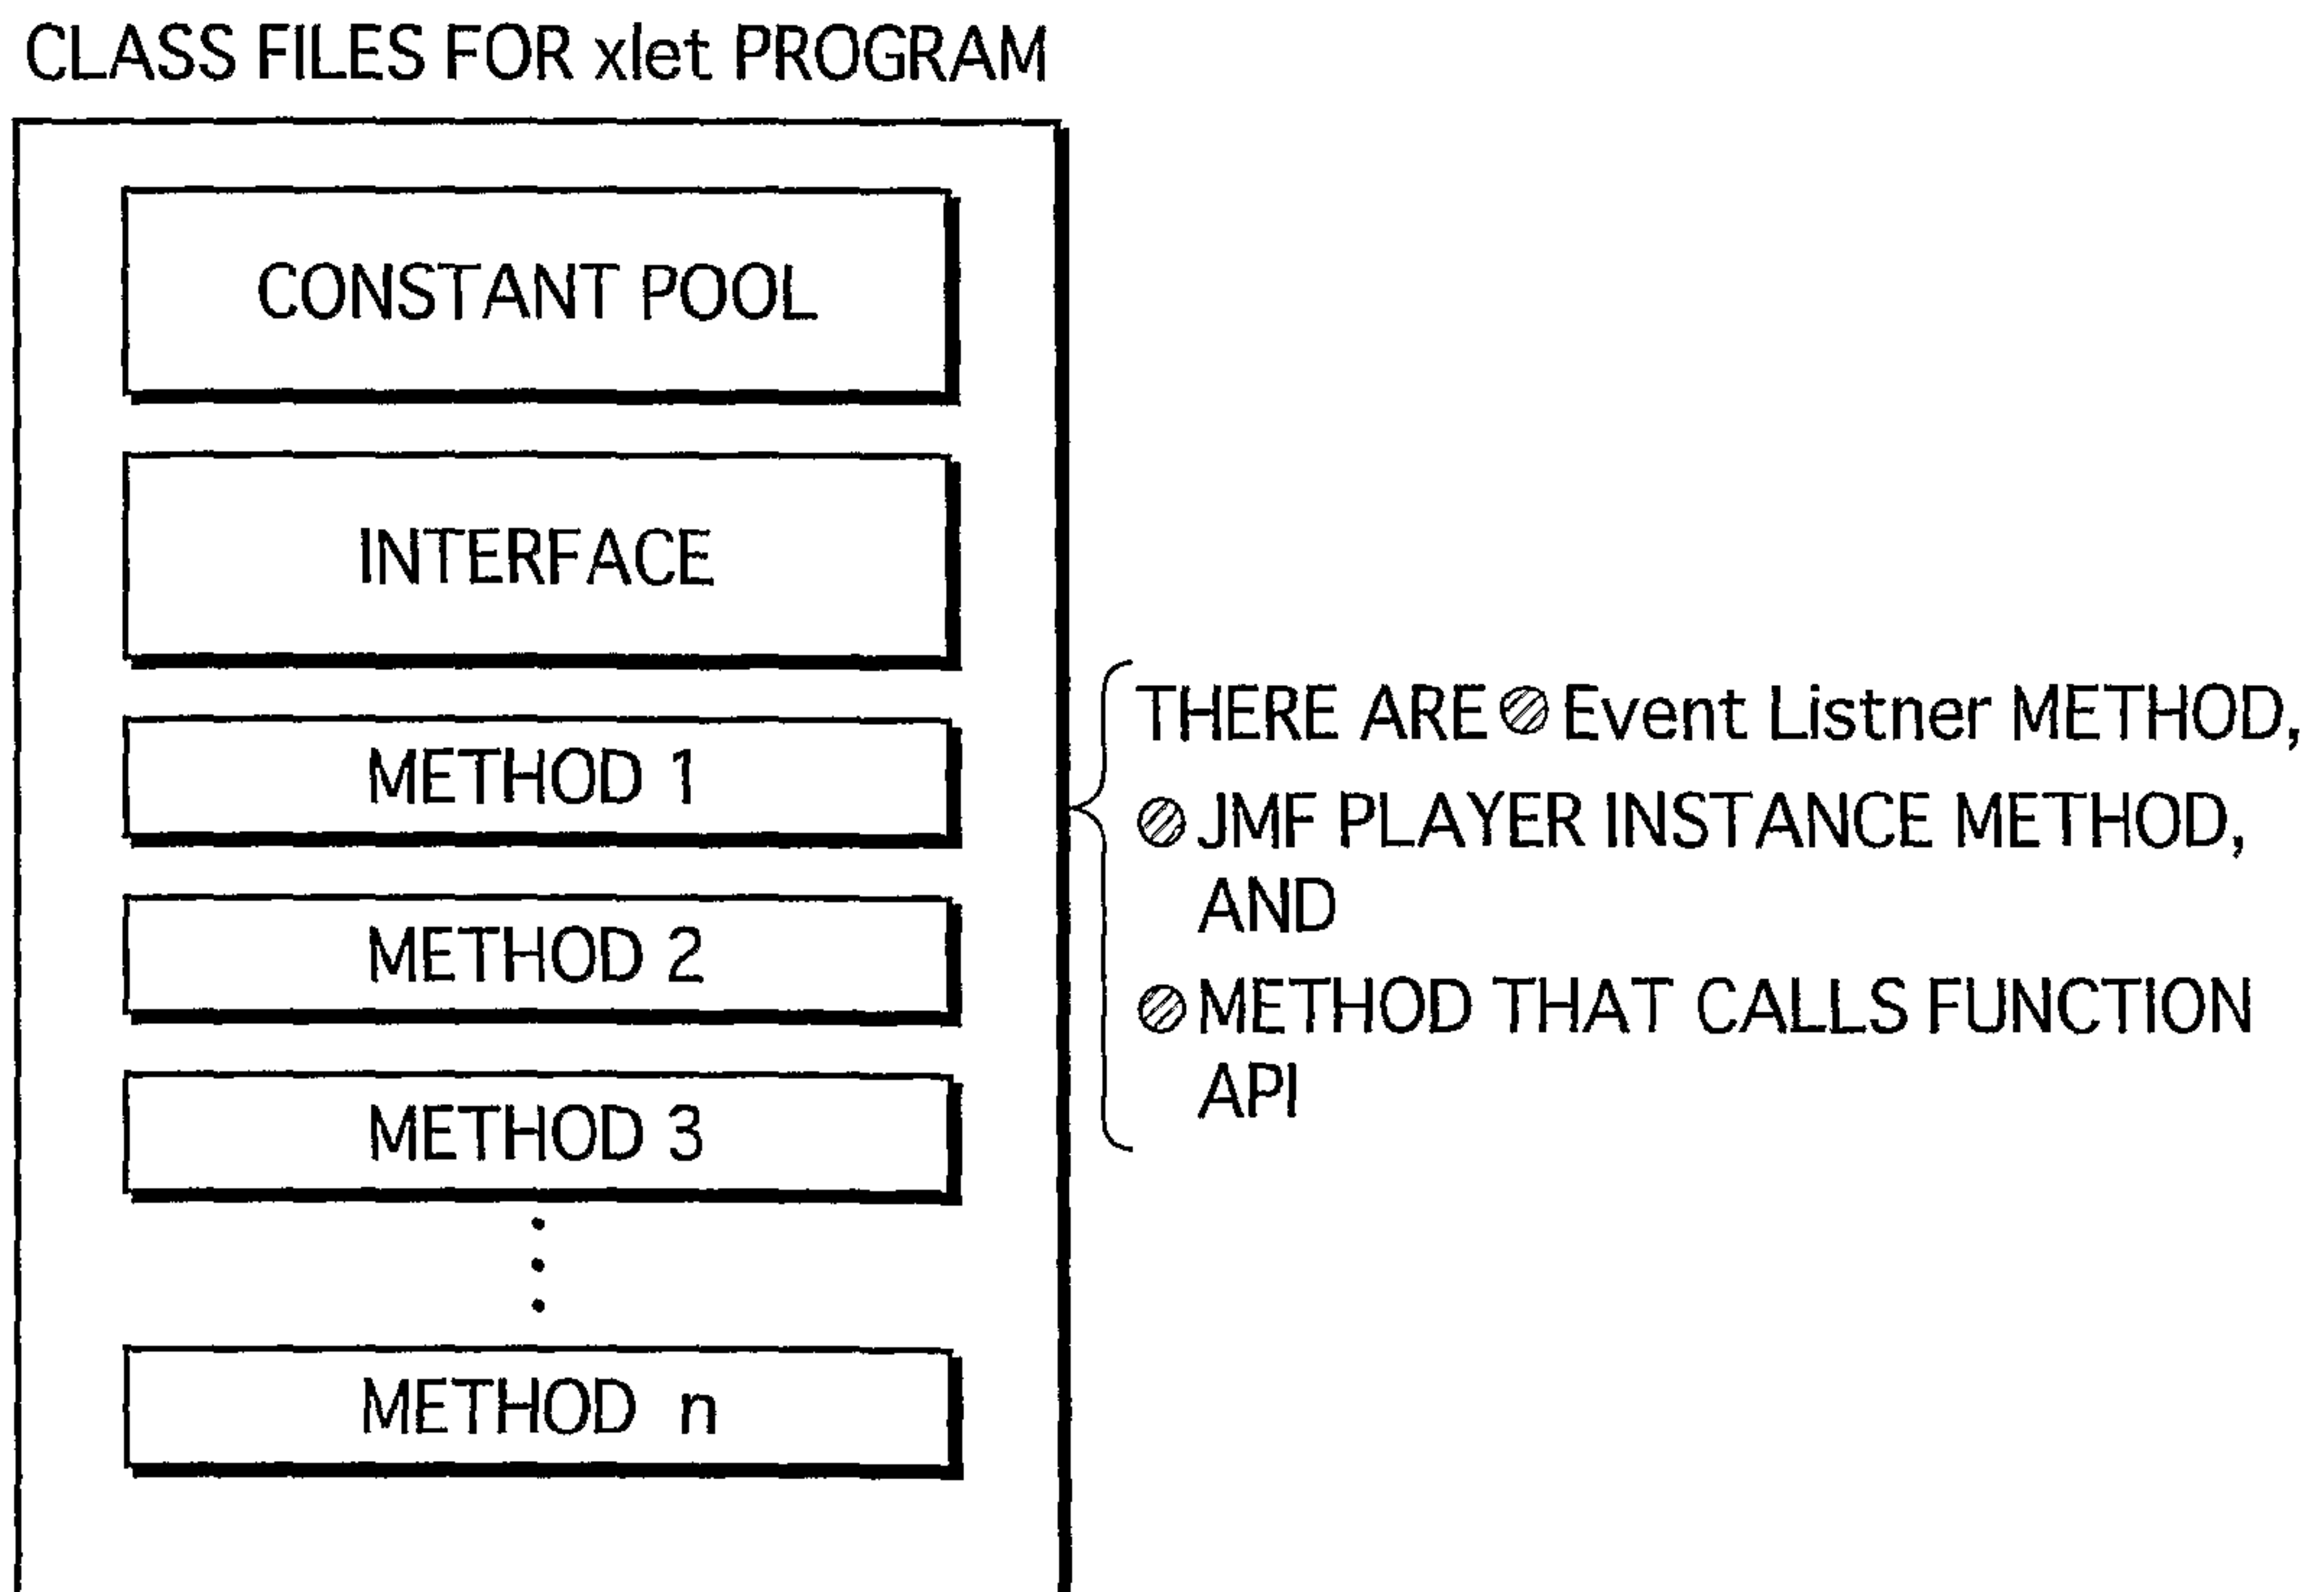 CLASS FILES FOR xlet PROGRAM
CONSTANT POOL
INTERFACE
METHOD 1
METHOD 2
METHOD 3
METHOD n
THERE ARE Event Listner METHOD,
JMF PLAYER INSTANCE METHOD,
AND
METHOD THAT CALLS FUNCTION
API